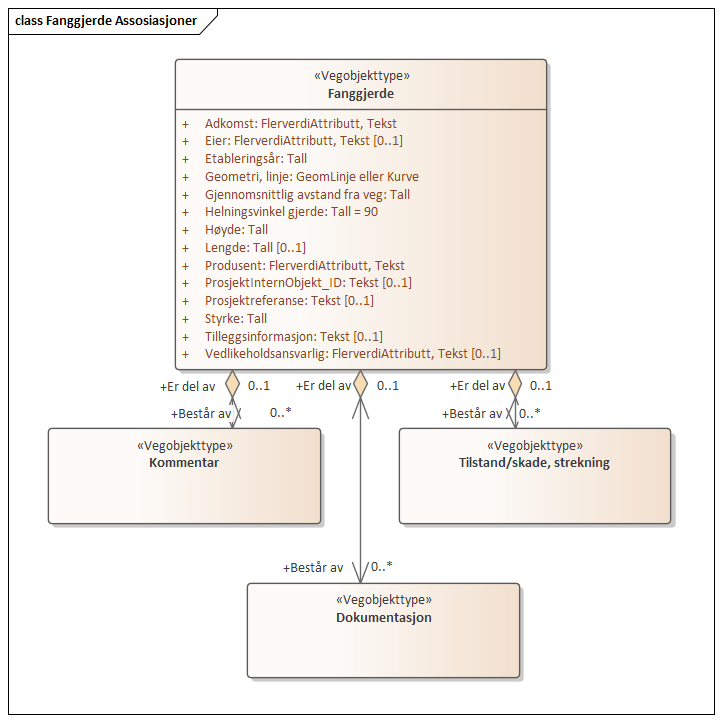 class Fanggjerde Assosiasjoner
«Vegobjekttype»
Fanggjerde
+ Adkomst: FlerverdiAttributt, Tekst
+ Eier: FlerverdiAttributt, Tekst [0..1]
+ Etableringsår: Tall
+ Geometri, linje: GeomLinje eller Kurve
+ Gjennomsnittlig avstand fra veg: Tall
+ Helningsvinkel gjerde: Tall = 90
+ Høyde: Tall
+ Lengde: Tall [0..1]
+ Produsent: FlerverdiAttributt, Tekst
+ ProsjektInternObjekt_ID: Tekst [0..1]
+ Prosjektreferanse: Tekst [0..1]
+ Styrke: Tall
+ Tilleggsinformasjon: Tekst [0..1]
+ Vedlikeholdsansvarlig: FlerverdiAttributt, Tekst [0..1]
+Er del av 0..1 +Er del av 0..1 +Er del av 0..1
+Består av 0..* +Består av 0..*
«Vegobjekttype»
Kommentar
«Vegobjekttype»
Tilstand/skade, strekning
+Består av 0..*
«Vegobjekttype»
Dokumentasjon